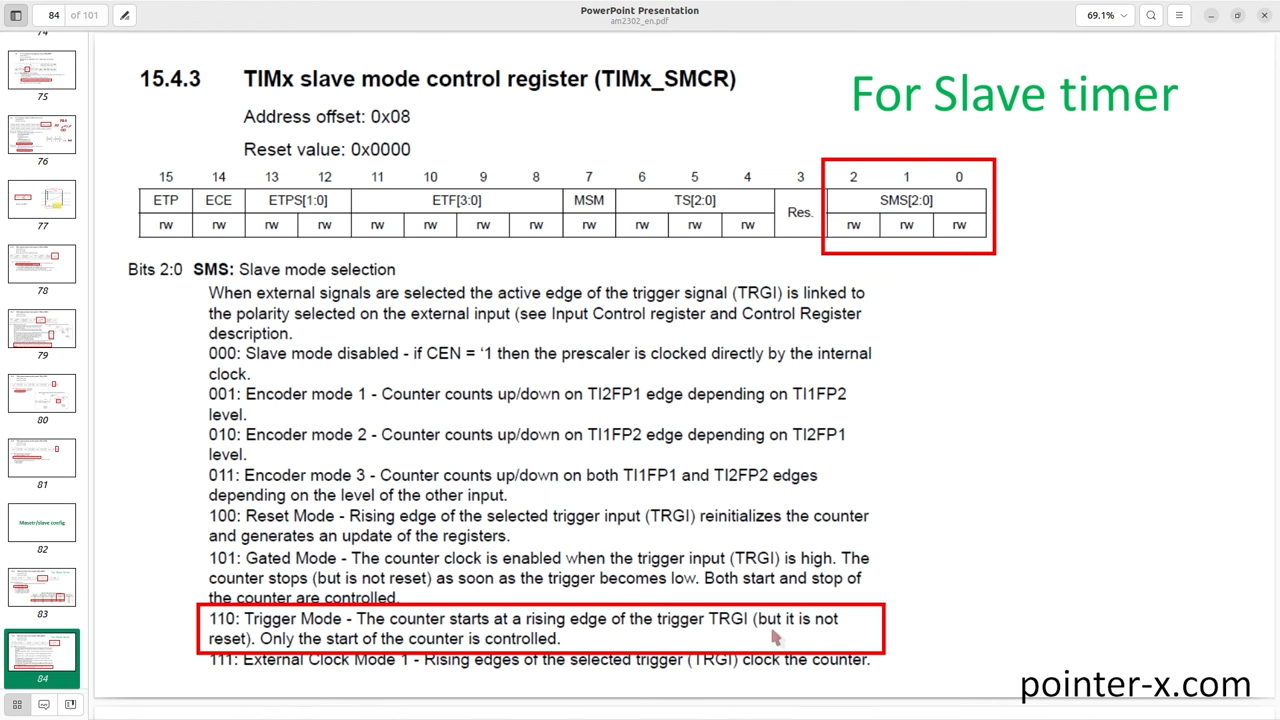 84 of 101
PowerPoint Presentation
am2302_en.pdf
69.1%
75
76
77
78
79
80
81
82
83
84
15.4.3 TIMx slave mode control register (TIMx_SMCR)
For Slave timer
Address offset: 0x08
Reset value: 0x0000
15 14 13 12 11 10 9 8 7 6 5 4 3 2 1 0
ETP ECE ETPS[1:0] ETF[3:0] MSM TS[2:0] Res. SMS[2:0]
rw rw rw rw rw rw rw rw rw rw rw rw rw rw rw
Bits 2:0 SMS: Slave mode selection
When external signals are selected the active edge of the trigger signal (TRGI) is linked to
the polarity selected on the external input (see Input Control register and Control Register
description.
000: Slave mode disabled - if CEN = ‘1 then the prescaler is clocked directly by the internal
clock.
001: Encoder mode 1 - Counter counts up/down on TI2FP1 edge depending on TI1FP2
level.
010: Encoder mode 2 - Counter counts up/down on TI1FP2 edge depending on TI2FP1
level.
011: Encoder mode 3 - Counter counts up/down on both TI1FP1 and TI2FP2 edges
depending on the level of the other input.
100: Reset Mode - Rising edge of the selected trigger input (TRGI) reinitializes the counter
and generates an update of the registers.
101: Gated Mode - The counter clock is enabled when the trigger input (TRGI) is high. The
counter stops (but is not reset) as soon as the trigger becomes low. Both start and stop of
the counter are controlled.
110: Trigger Mode - The counter starts at a rising edge of the trigger TRGI (but it is not
reset). Only the start of the counter is controlled.
111: External Clock Mode 1 - Rising edges of the selected trigger (TRGI) clock the counter.
pointer-x.com